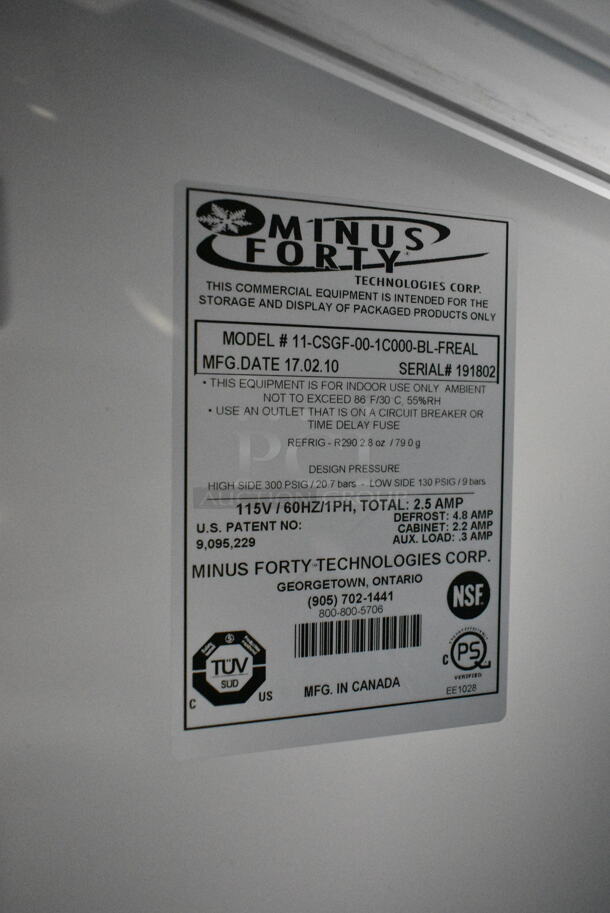 MINUS
FORTY
TECHNOLOGIES CORP.
THIS COMMERCIAL EQUIPMENT IS INTENDED FOR THE
STORAGE AND DISPLAY OF PACKAGED PRODUCTS ONLY
MODEL # 11-CSGF-00-1C000-BL-FREAL
MFG.DATE 17.02.10 SERIAL# 191802
• THIS EQUIPMENT IS FOR INDOOR USE ONLY. AMBIENT
NOT TO EXCEED 86°F/30°C, 55%RH
• USE AN OUTLET THAT IS ON A CIRCUIT BREAKER OR
TIME DELAY FUSE
REFRIG - R290 2.8 oz / 79.0 g
DESIGN PRESSURE
HIGH SIDE 300 PSIG / 20.7 bars - LOW SIDE 130 PSIG / 9 bars
PCI
AUCTION GROUP
115V / 60HZ/1PH, TOTAL: 2.5 AMP
DEFROST: 4.8 AMP
U.S. PATENT NO: CABINET: 2.2 AMP
9,095,229 AUX. LOAD: .3 AMP
MINUS FORTY TECHNOLOGIES CORP.
GEORGETOWN, ONTARIO
(905) 702-1441
800-800-5706
NSF
TÜV
SUD
C US
MFG. IN CANADA
C PS
VERIFIED
EE1028